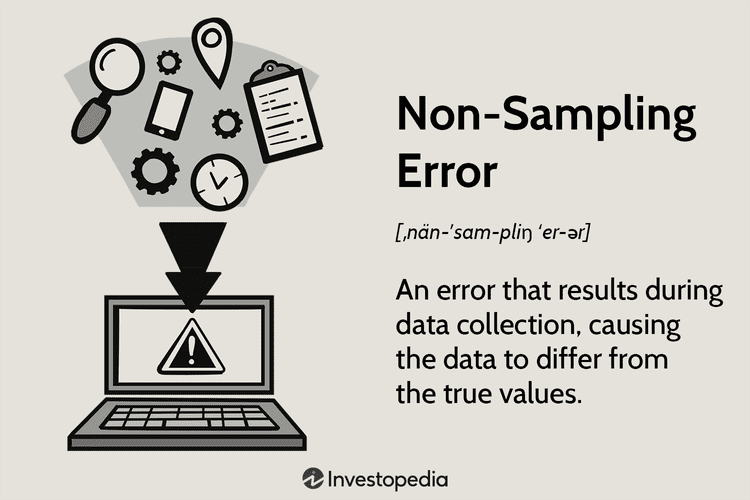 Non-Sampling
Error
[ˌnän-ˈsam-pliŋ ˈer-ər]
An error that results during
data collection, causing
the data to differ from
the true values.
Investopedia